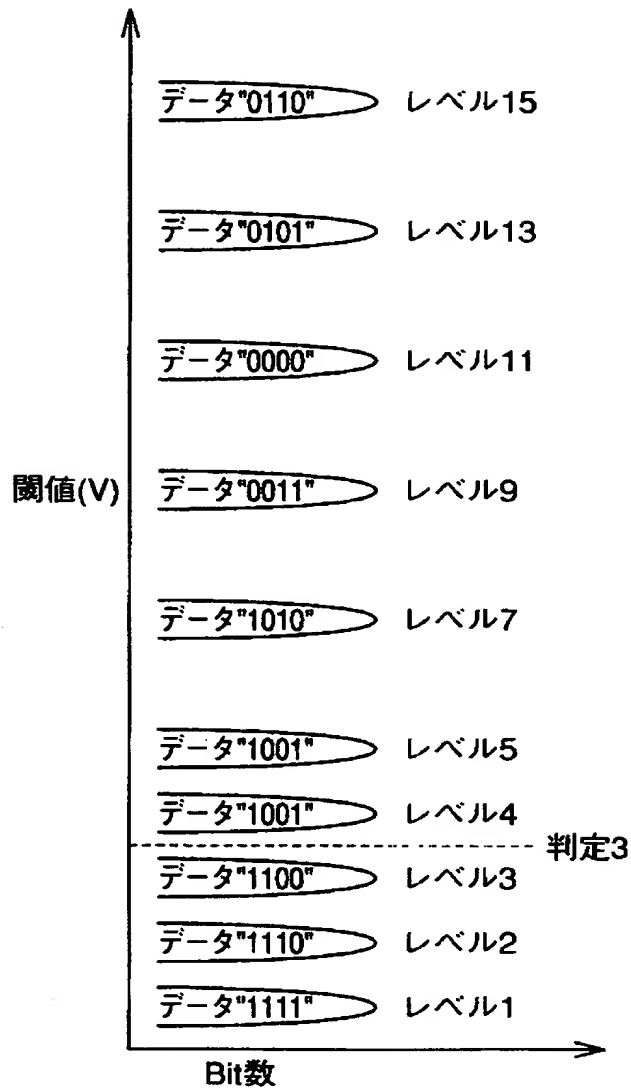 データ"0110" レベル15
データ"0101" レベル13
データ"0000" レベル11
閾値(V) データ"0011" レベル9
データ"1010" レベル7
データ"1001" レベル5
データ"1001" レベル4
判定3
データ"1100" レベル3
データ"1110" レベル2
データ"1111" レベル1
Bit数